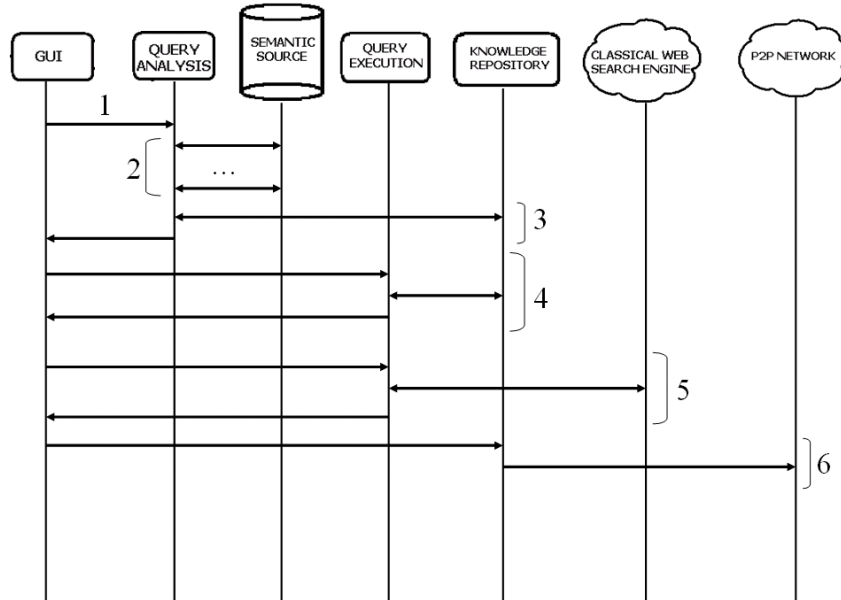 GUI
QUERY
ANALYSIS
SEMANTIC
SOURCE
QUERY
EXECUTION
KNOWLEDGE
REPOSITORY
CLASSICAL WEB
SEARCH ENGINE
P2P NETWORK
1
2
...
3
4
5
6